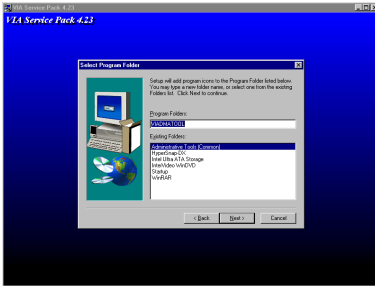 VIA Service Pack 4.23
VIA Service Pack 4.23
Select Program Folder
Setup will add program icons to the Program Folder listed below.
You may type a new folder name, or select one from the existing
Folders list. Click Next to continue.
Program Folders:
VIADMATOOL
Existing Folders:
Administrative Tools (Common)
HyperSnap-DX
Intel Ultra ATA Storage
InterVideo WinDVD
Startup
WinRAR
< Back
Next >
Cancel